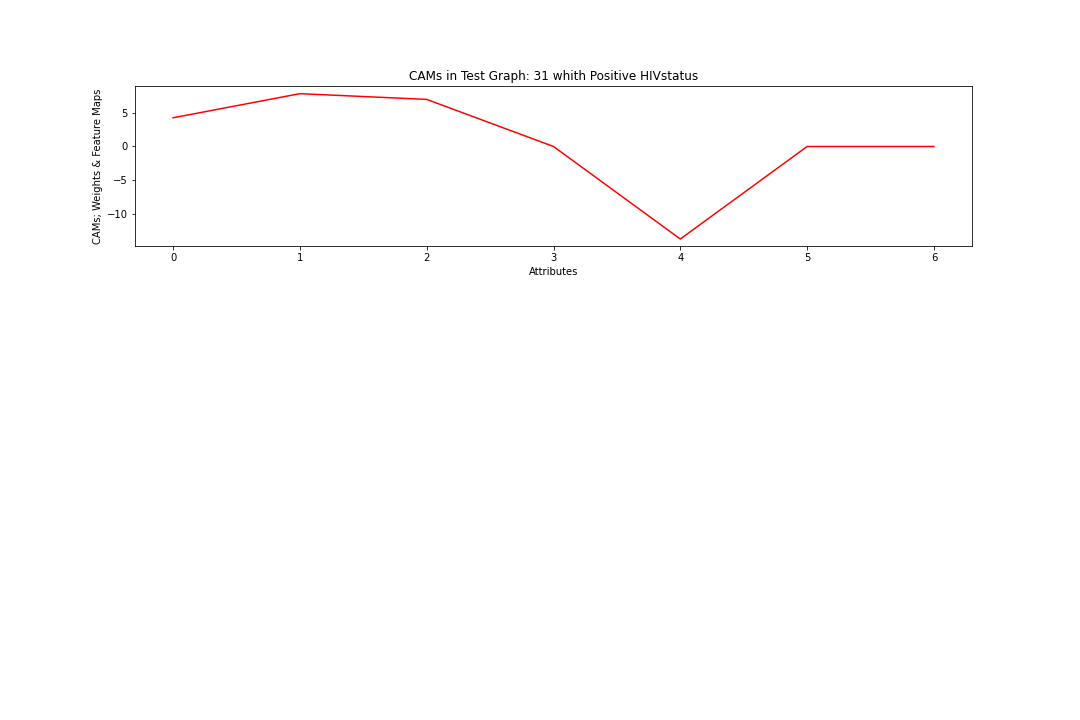 CAMs in Test Graph: 31 whith Positive HIVstatus
CAMs; Weights & Feature Maps
5
0
−5
−10
0 1 2 3 4 5 6
Attributes